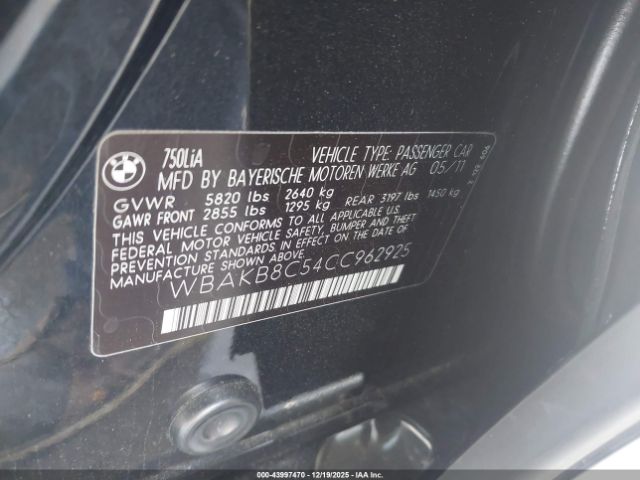 BMW
750LiA VEHICLE TYPE: PASSENGER CAR
MFD BY BAYERISCHE MOTOREN WERKE AG 05/11
GVWR 5820 lbs 2640 kg
GAWR FRONT 2855 lbs 1295 kg REAR 3197 lbs 1450 kg
THIS VEHICLE CONFORMS TO ALL APPLICABLE
FEDERAL MOTOR VEHICLE SAFETY, BUMPER AND THEFT
PREVENTION STANDARDS IN EFFECT ON THE DATE OF
MANUFACTURE SHOWN ABOVE.
WBAKB8C54CC962925
000-43997470 - 12/19/2025 - IAAI.COM